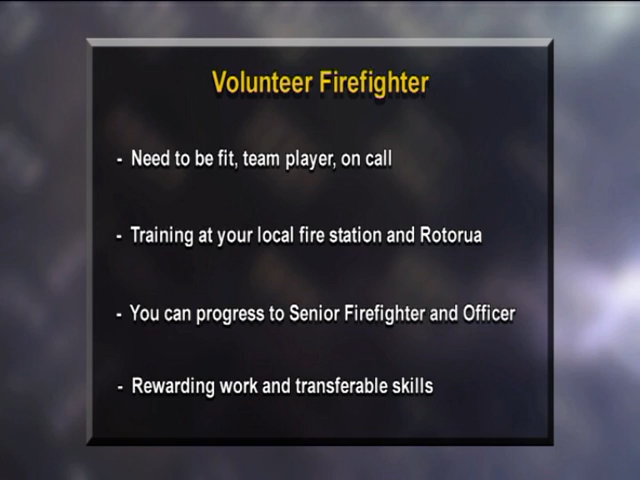 Volunteer Firefighter
- Need to be fit, team player, on call
- Training at your local fire station and Rotorua
- You can progress to Senior Firefighter and Officer
- Rewarding work and transferable skills